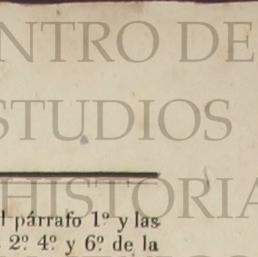 NTRO DE
STUDIOS
HISTORIA
l párrafo 1º y las
2º 4º y 6º de la